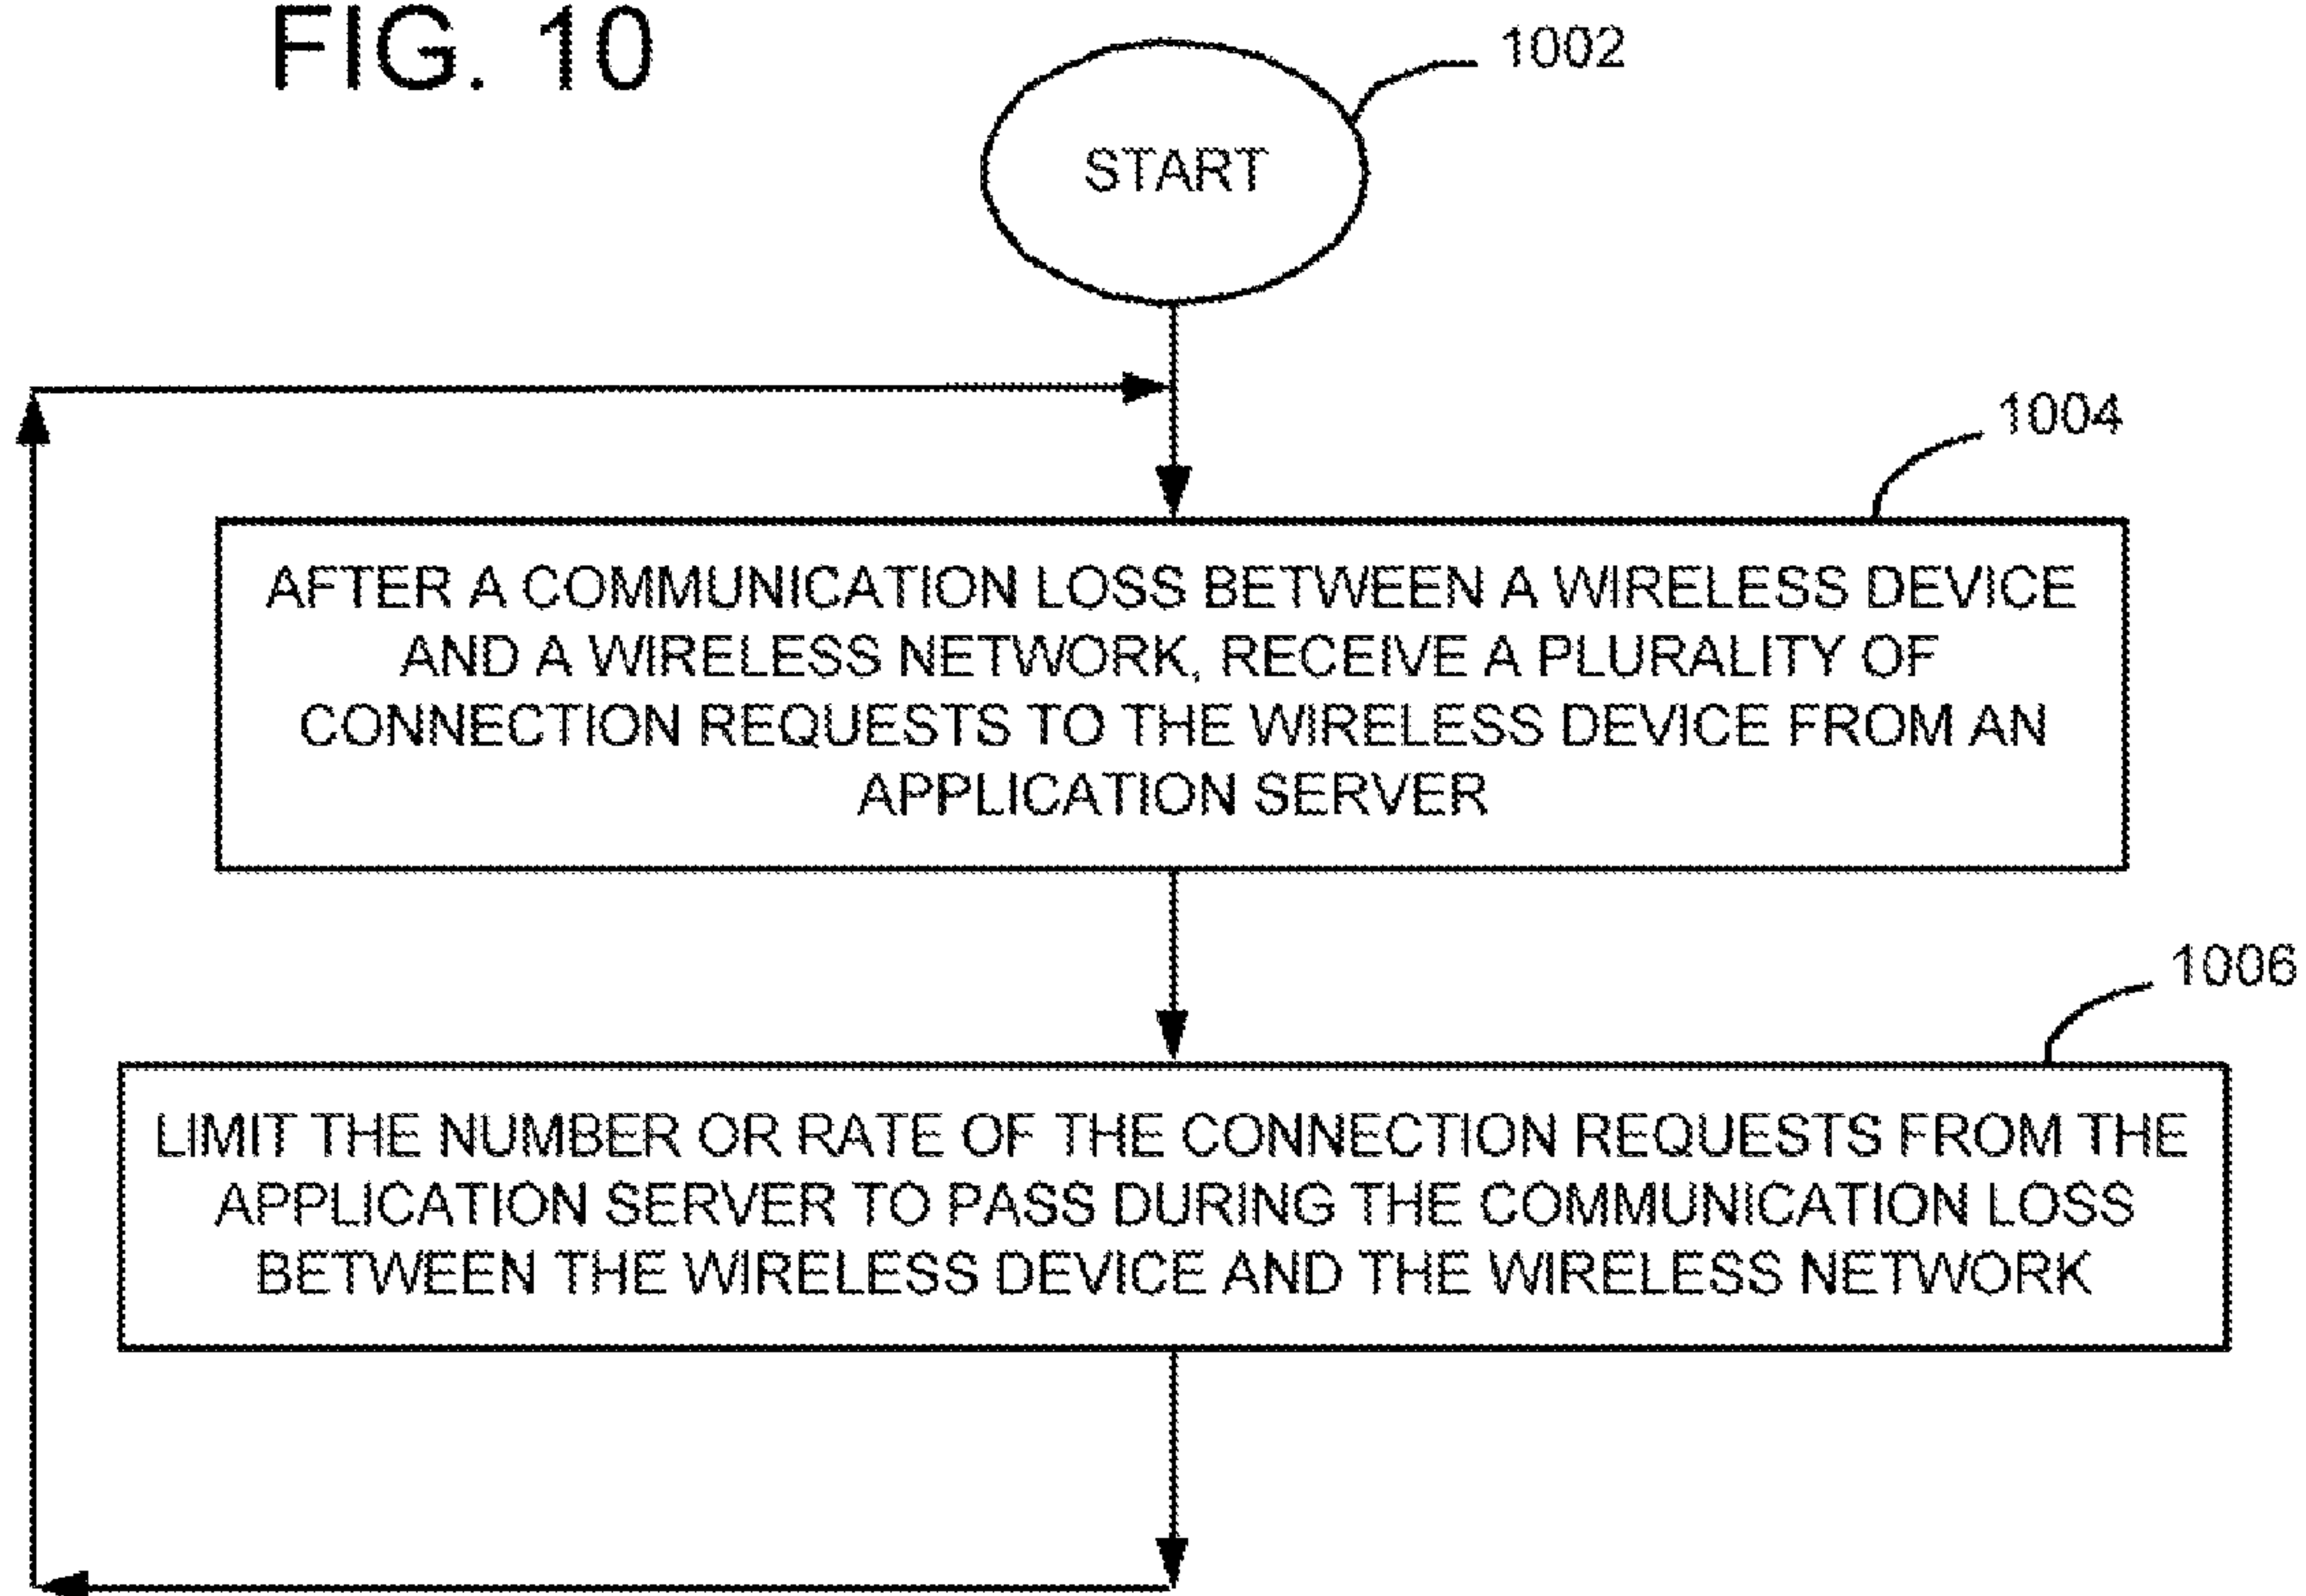 FIG. 10
1002
START
1004
AFTER A COMMUNICATION LOSS BETWEEN A WIRELESS DEVICE
AND A WIRELESS NETWORK, RECEIVE A PLURALITY OF
CONNECTION REQUESTS TO THE WIRELESS DEVICE FROM AN
APPLICATION SERVER
1006
LIMIT THE NUMBER OR RATE OF THE CONNECTION REQUESTS FROM THE
APPLICATION SERVER TO PASS DURING THE COMMUNICATION LOSS
BETWEEN THE WIRELESS DEVICE AND THE WIRELESS NETWORK